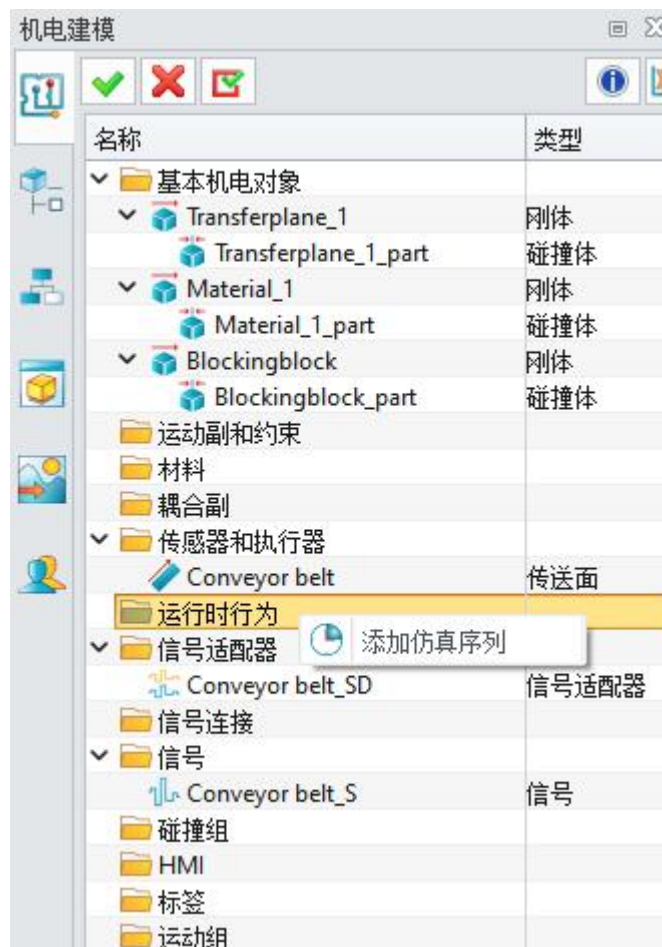 机电建模
名称 类型
基本机电对象
Transferplane_1 刚体
Transferplane_1_part 碰撞体
Material_1 刚体
Material_1_part 碰撞体
Blockingblock 刚体
Blockingblock_part 碰撞体
运动副和约束
材料
耦合副
传感器和执行器
Conveyor belt 传送面
运行时行为
添加仿真序列
信号适配器
Conveyor belt_SD 信号适配器
信号连接
信号
Conveyor belt_S 信号
碰撞组
HMI
标签
运动组